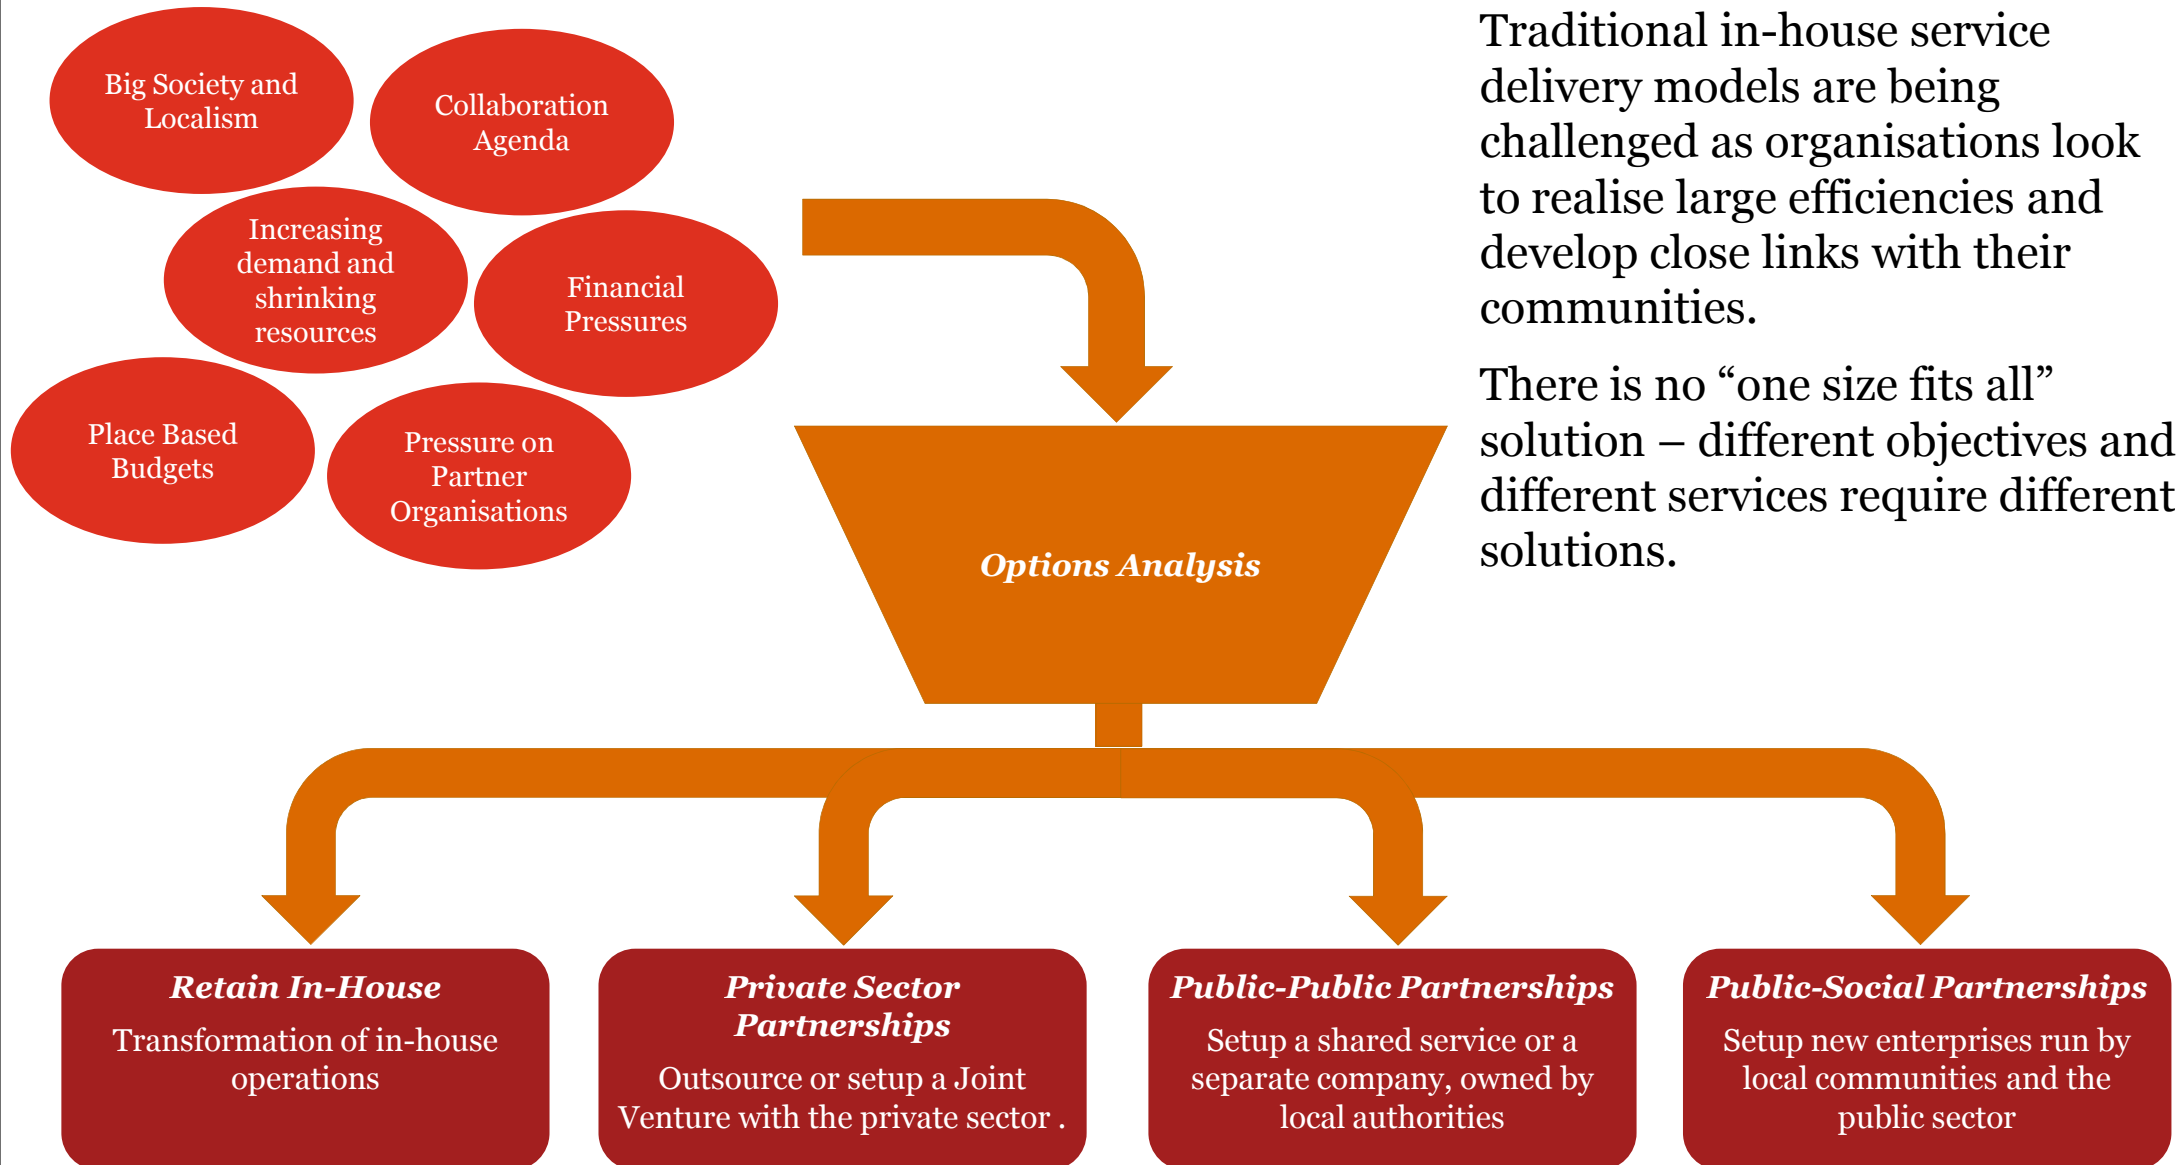 Big Society and
Localism
Collaboration
Agenda
Increasing
demand and
shrinking
resources
Financial
Pressures
Place Based
Budgets
Pressure on
Partner
Organisations
Traditional in-house service
delivery models are being
challenged as organisations look
to realise large efficiencies and
develop close links with their
communities.
There is no “one size fits all”
solution – different objectives and
different services require different
solutions.
Options Analysis
Retain In-House
Transformation of in-house
operations
Private Sector
Partnerships
Outsource or setup a Joint
Venture with the private sector .
Public-Public Partnerships
Setup a shared service or a
separate company, owned by
local authorities
Public-Social Partnerships
Setup new enterprises run by
local communities and the
public sector